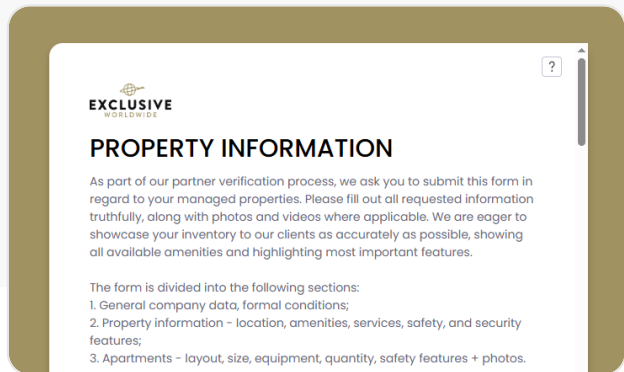 ?
EXCLUSIVE
WORLDWIDE
PROPERTY INFORMATION
As part of our partner verification process, we ask you to submit this form in
regard to your managed properties. Please fill out all requested information
truthfully, along with photos and videos where applicable. We are eager to
showcase your inventory to our clients as accurately as possible, showing
all available amenities and highlighting most important features.
The form is divided into the following sections:
1. General company data, formal conditions;
2. Property information - location, amenities, services, safety, and security
features;
3. Apartments - layout, size, equipment, quantity, safety features + photos.